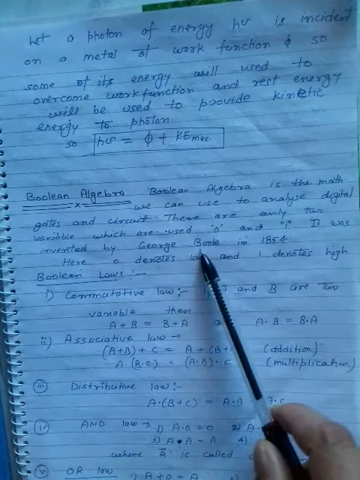 Let a photon of energy hν is incident
on a metal of work function ϕ so
some of its energy will used to
overcome work function and rest energy
will be used to provide kinetic
energy to photon.
so hν = ϕ + KEmax
Boolean Algebra Boolean Algebra is the math
we can use to analyse digital
gates and circuit There are only two
variable which are used '0' and '1' It was
invented by George Boole in 1854.
Here 0 denotes low and 1 denotes high
Boolean Laws:-
i) Commutative law:- A and B are two
variable then
A+B = B+A A·B = B·A
ii) Associative law:-
(A+B)+C = A+(B+ (addition)
A·(B·C) = (A·B)·C (multiplication)
iii) Distributive law:-
A·(B+C) = A·B ·C
iv) AND law → 1) A·0 = 0 2) A·
3) A·A = A 4)
where Ā is called
v) OR law 1) A+0 = A